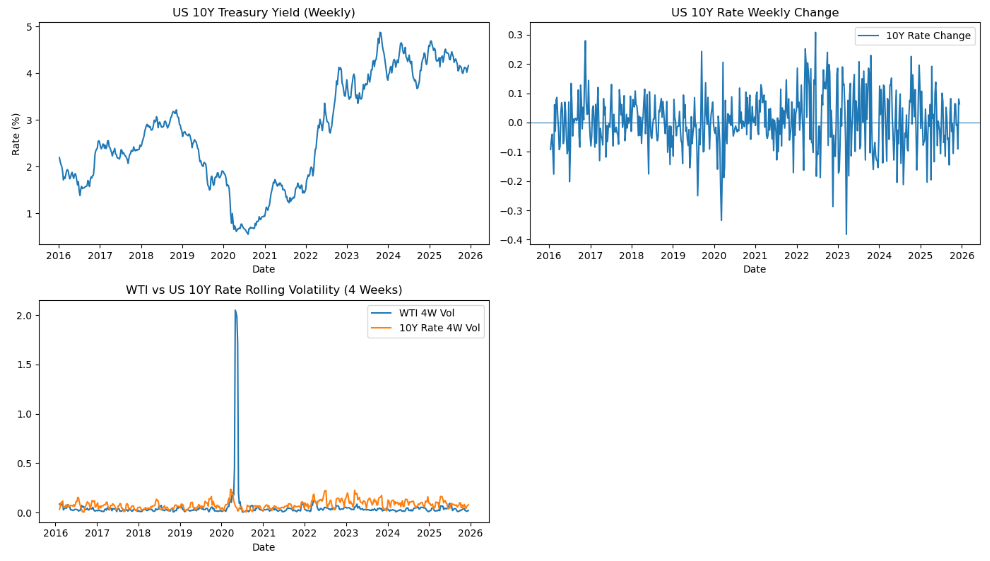 US 10Y Treasury Yield (Weekly)
Rate (%)
5
4
3
2
1
2016 2017 2018 2019 2020 2021 2022 2023 2024 2025 2026
Date
US 10Y Rate Weekly Change
10Y Rate Change
0.3
0.2
0.1
0.0
−0.1
−0.2
−0.3
−0.4
2016 2017 2018 2019 2020 2021 2022 2023 2024 2025 2026
Date
WTI vs US 10Y Rate Rolling Volatility (4 Weeks)
WTI 4W Vol
10Y Rate 4W Vol
2.0
1.5
1.0
0.5
0.0
2016 2017 2018 2019 2020 2021 2022 2023 2024 2025 2026
Date